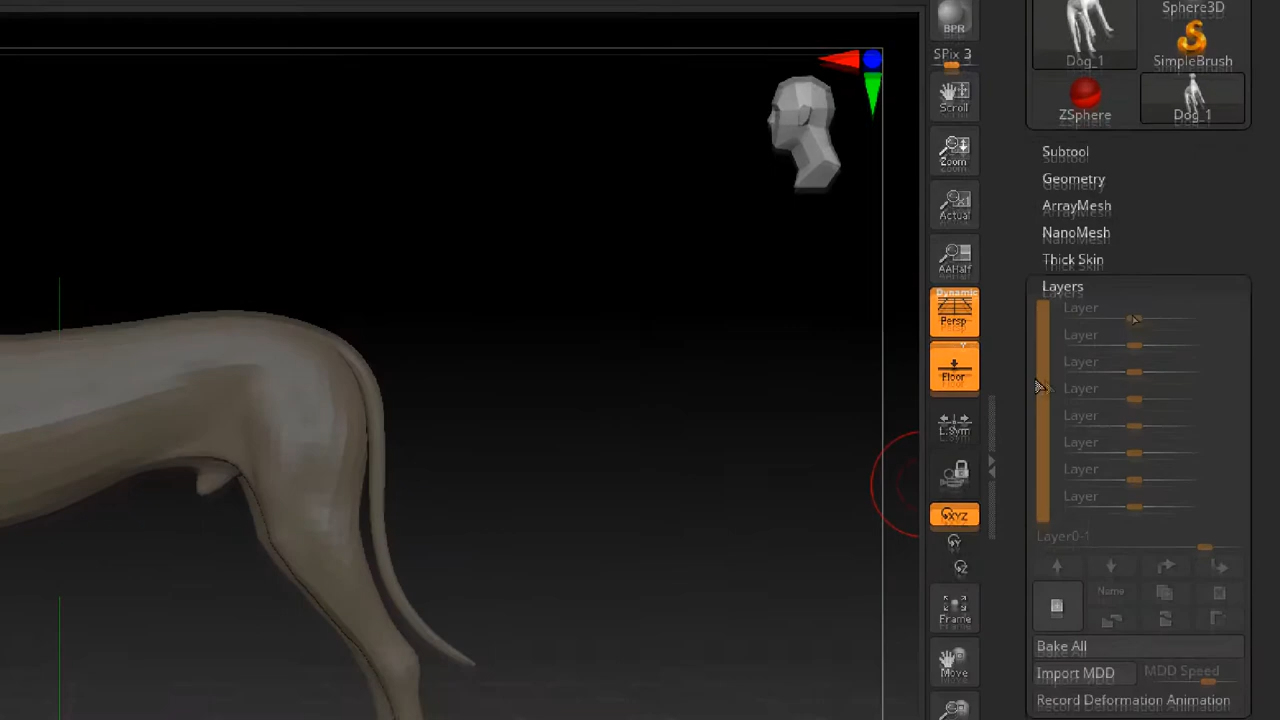 BPR
SPix 3
Scroll
Zoom
Actual
AAHalf
Dynamic
Persp
Floor
L.Sym
XYZ
Frame
Move
Sphere3D
Dog_1
SimpleBrush
ZSphere
Dog_1
Subtool
Geometry
ArrayMesh
NanoMesh
Thick Skin
Layers
Layer
Layer
Layer
Layer
Layer
Layer
Layer
Layer
Layer0-1
Name
Bake All
Import MDD
MDD Speed
Record Deformation Animation